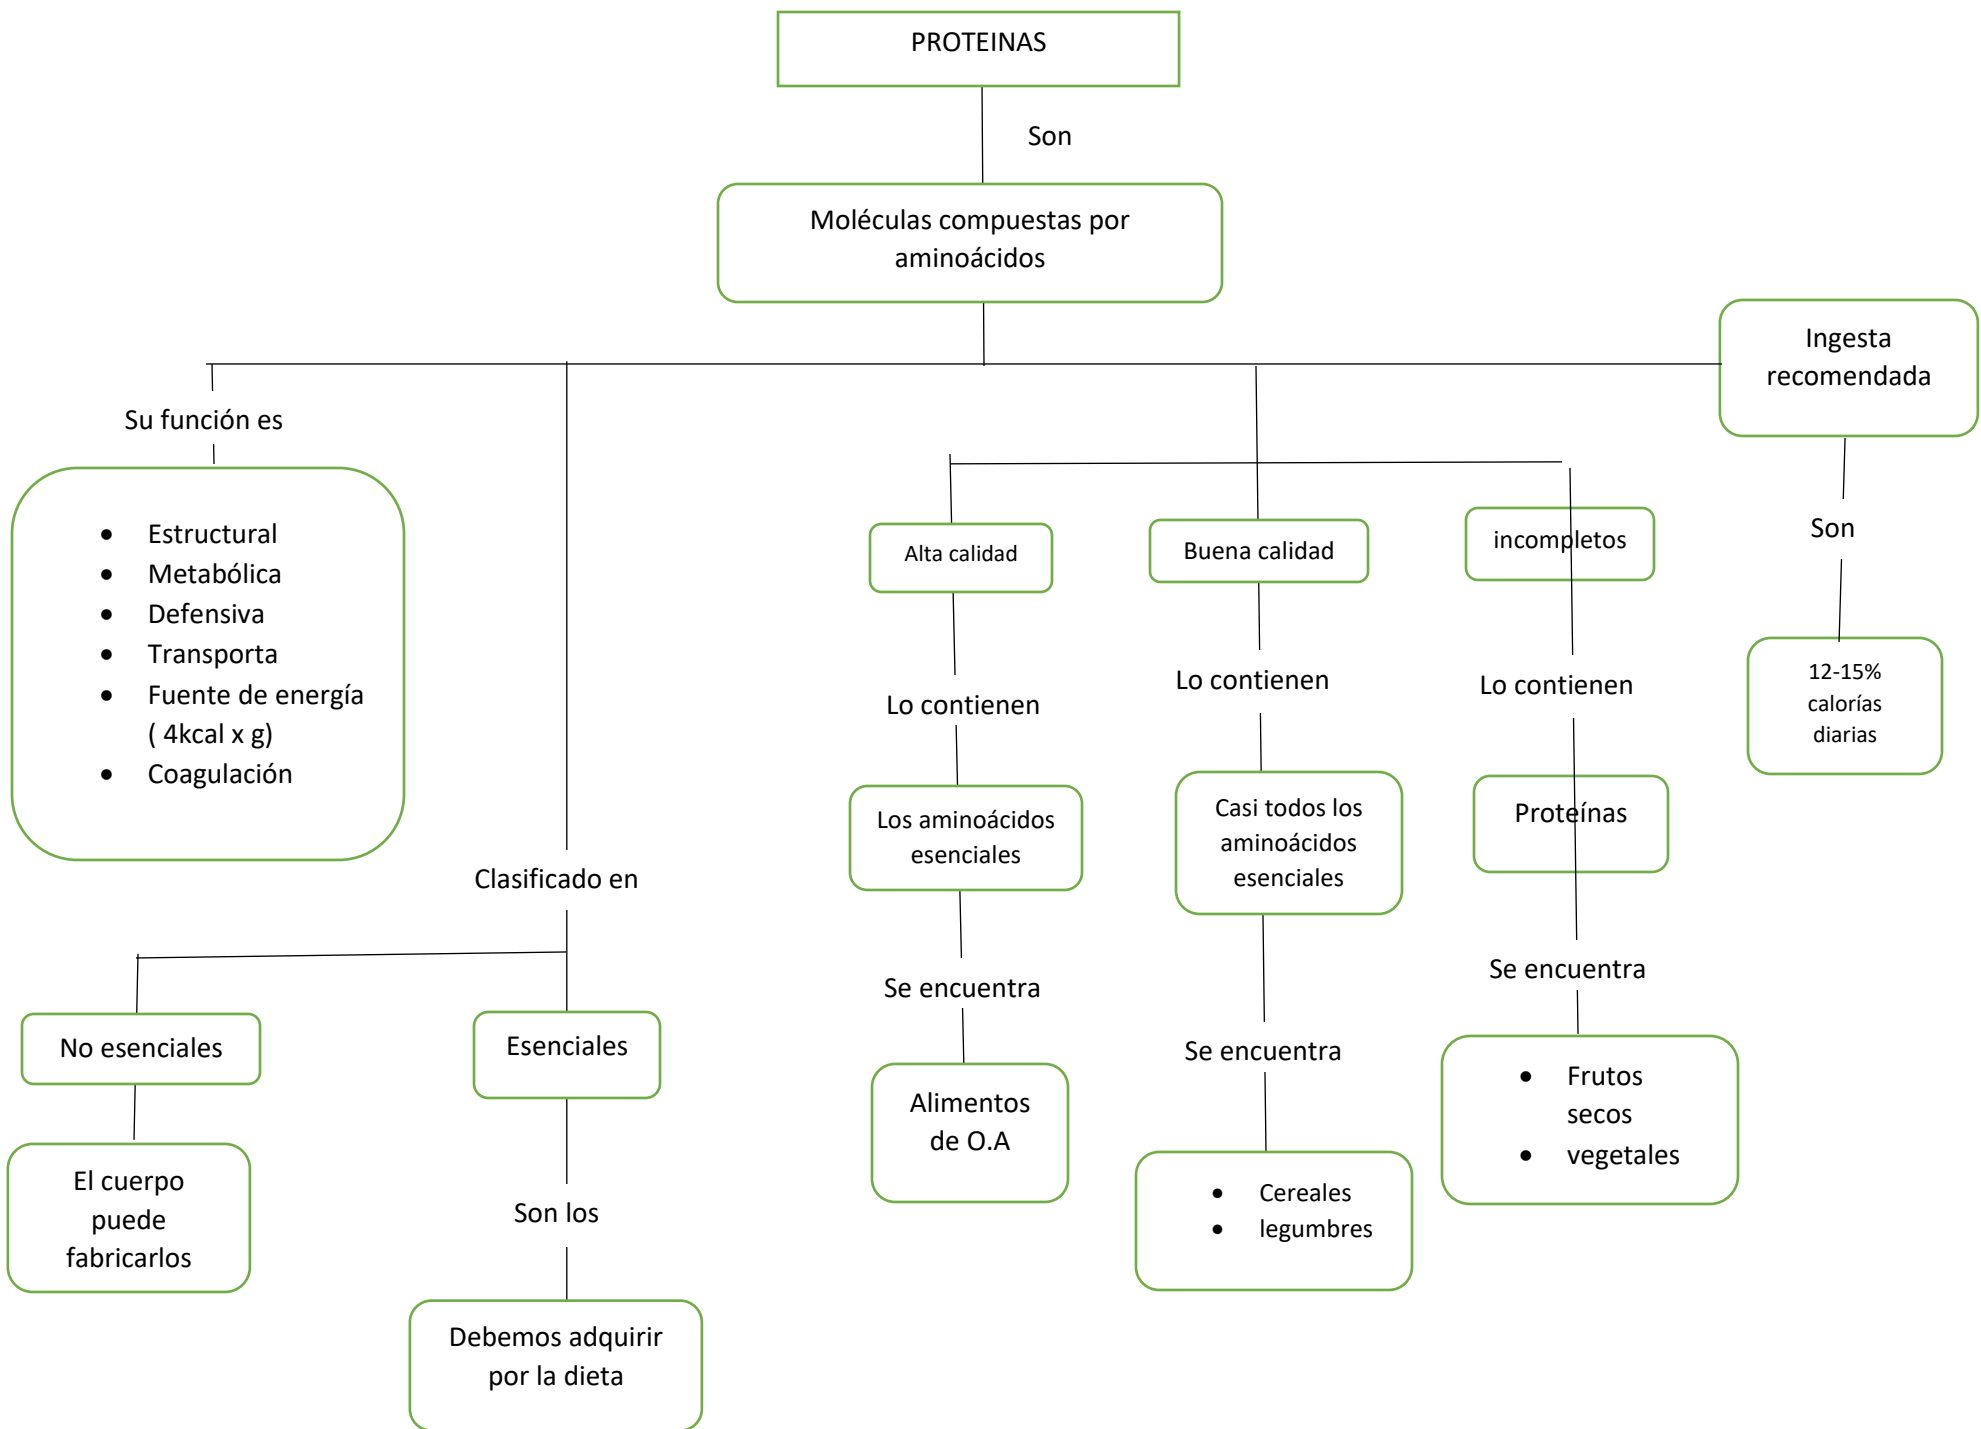 PROTEINAS
Son
Moléculas compuestas por
aminoácidos
Ingesta
recomendada
Su función es
• Estructural
• Metabólica
• Defensiva
• Transporta
• Fuente de energía
( 4kcal x g)
• Coagulación
Clasificado en
No esenciales
El cuerpo
puede
fabricarlos
Esenciales
Son los
Debemos adquirir
por la dieta
Alta calidad
Lo contienen
Los aminoácidos
esenciales
Se encuentra
Alimentos
de O.A
Buena calidad
Lo contienen
Casi todos los
aminoácidos
esenciales
Se encuentra
• Cereales
• legumbres
incompletos
Lo contienen
Proteínas
Se encuentra
• Frutos
secos
• vegetales
Son
12-15%
calorías
diarias